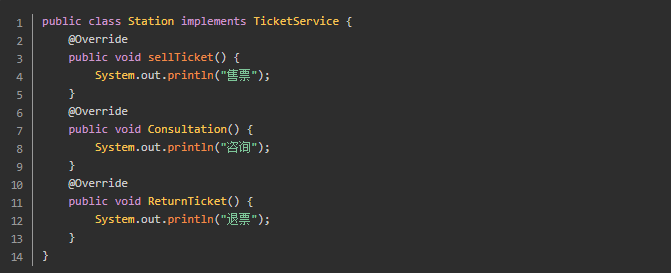 1 public class Station implements TicketService {
2     @Override
3     public void sellTicket() {
4         System.out.println("售票");
5     }
6     @Override
7     public void Consultation() {
8         System.out.println("咨询");
9     }
10     @Override
11     public void ReturnTicket() {
12         System.out.println("退票");
13     }
14 }